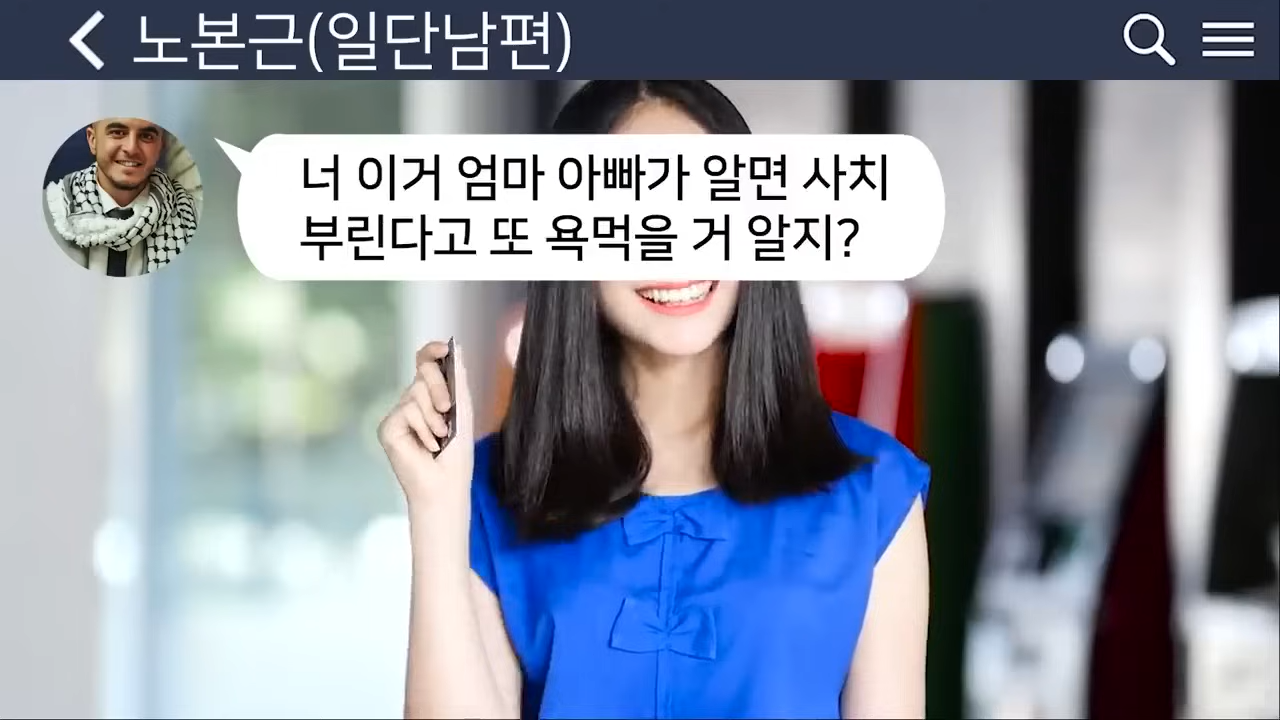 노본근(일단남편)
너 이거 엄마 아빠가 알면 사치
부린다고 또 욕먹을 거 알지?